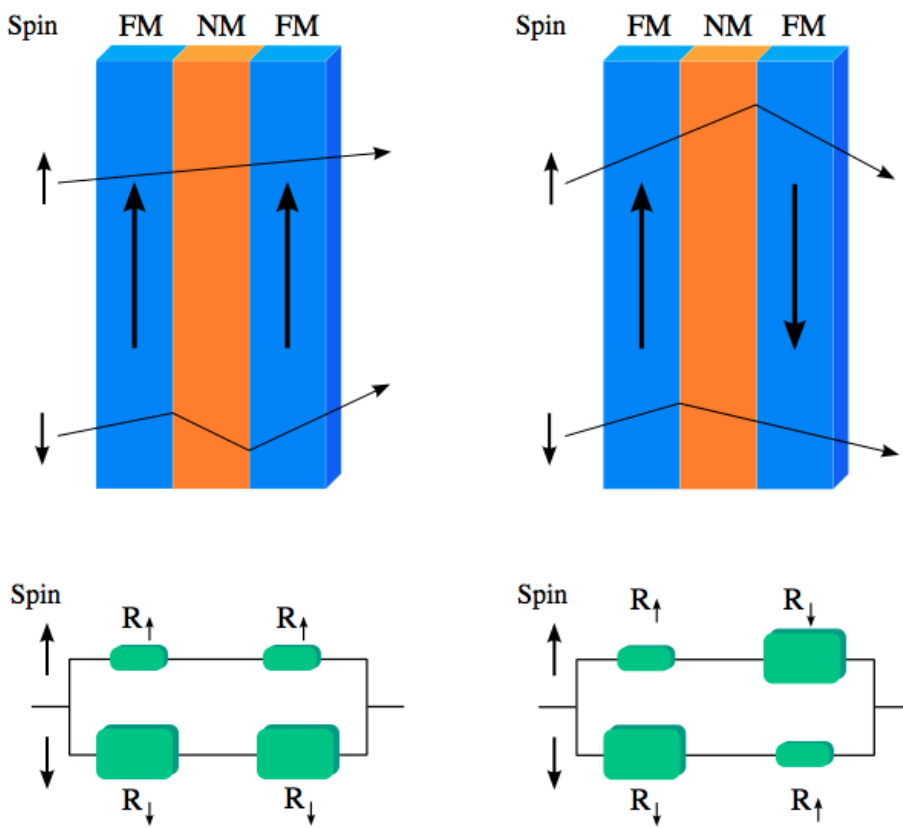 Spin FM NM FM
Spin FM NM FM
Spin
R↑ R↑
R↓ R↓
Spin
R↑ R↓
R↓ R↑